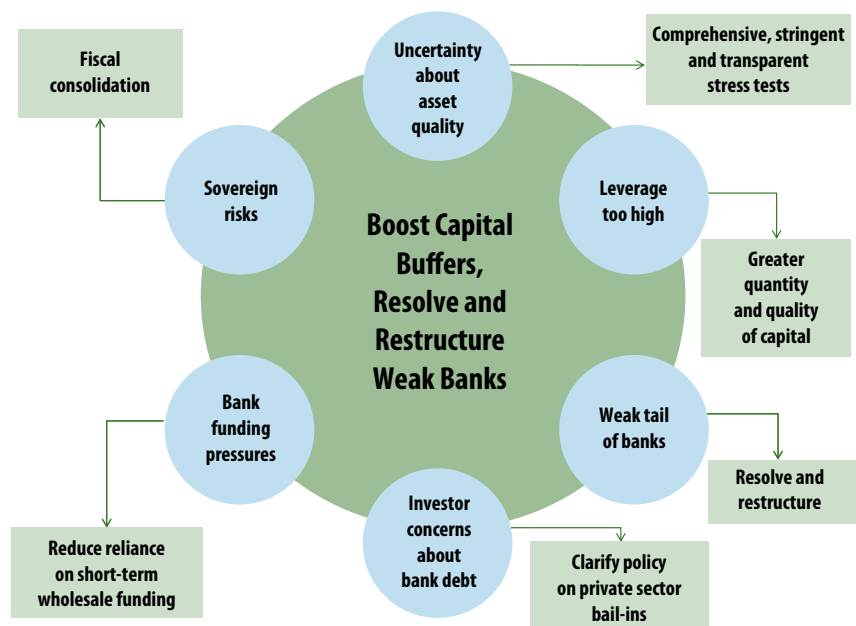 Uncertainty
about
asset
quality
Comprehensive, stringent
and transparent
stress tests
Fiscal
consolidation
Sovereign
risks
Leverage
too high
Boost Capital
Buffers,
Resolve and
Restructure
Weak Banks
Greater
quantity
and quality
of capital
Bank
funding
pressures
Weak tail
of banks
Resolve and
restructure
Investor
concerns
about
bank debt
Reduce reliance
on short-term
wholesale funding
Clarify policy
on private sector
bail-ins